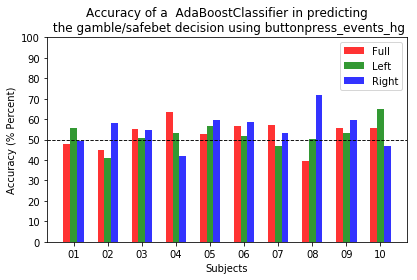 Accuracy of a AdaBoostClassifier in predicting
the gamble/safebet decision using buttonpress_events_hg
100
90
80
70
60
50
40
30
20
10
0
Accuracy (% Percent)
Full
Left
Right
01 02 03 04 05 06 07 08 09 10
Subjects